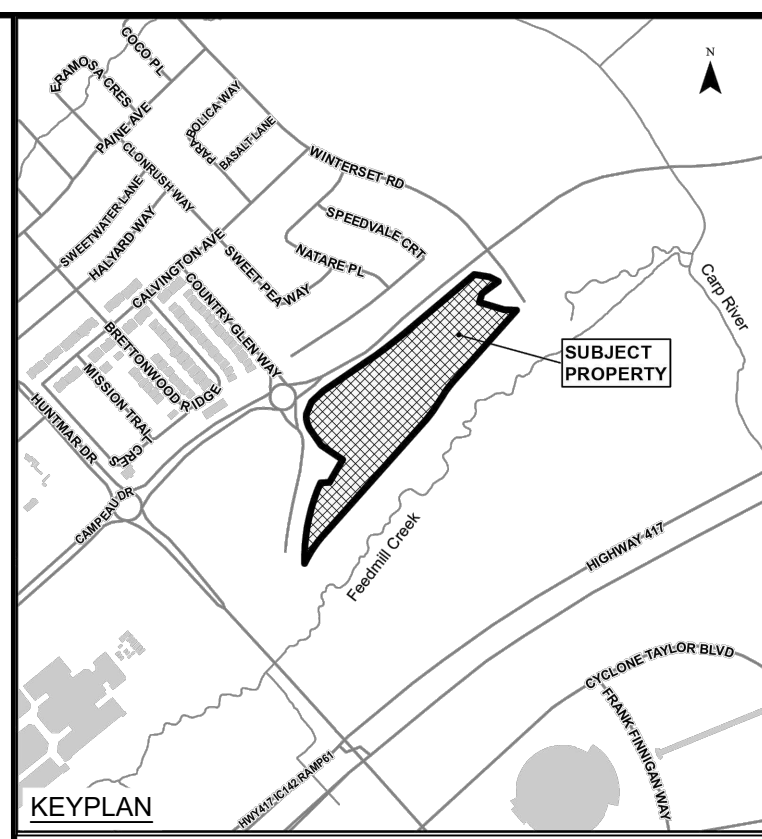 COCO PL
ERAMOSA CRES
PAINE AVE
PARABOLICA WAY
BASALT LANE
CLONRUSH WAY
WINTERSET RD
SWEETWATER LANE
HALYARD WAY
SPEEDVALE CRT
NATARE PL
CALVINGTON AVE
SWEET PEA WAY
COUNTRY GLEN WAY
BRETTONWOOD RIDGE
MISSION TRAIL CRES
HUNTMAR DR
CAMPEAU DR
N
Carp River
SUBJECT
PROPERTY
Feedmill Creek
HIGHWAY 417
CYCLONE TAYLOR BLVD
FRANK FINNIGAN WAY
HWY417 IC142 RAMP61
KEYPLAN